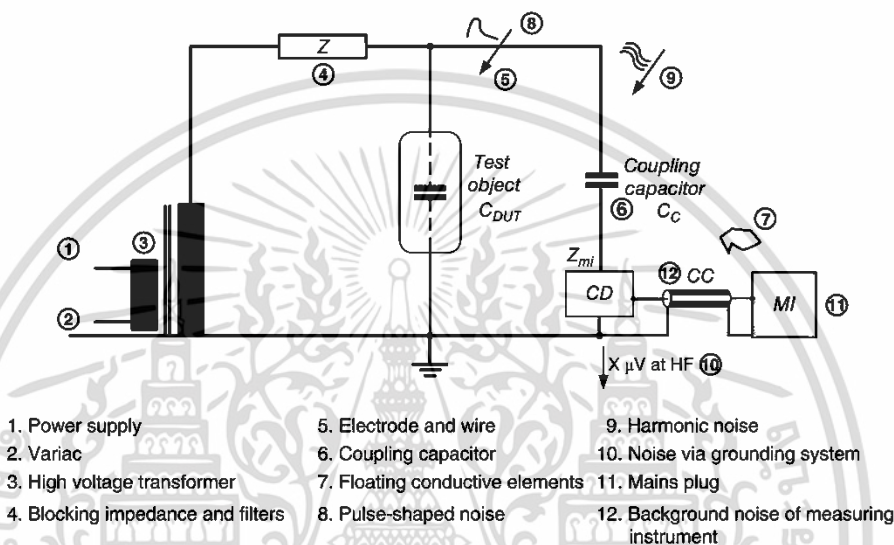 ⑧
Z
④
⑤
⑨
Test
object
C_DUT
Coupling
capacitor
C_C
⑥
⑦
①
③
Z_mi
⑫ CC
CD
MI
⑪
②
X µV at HF ⑩
1. Power supply
2. Variac
3. High voltage transformer
4. Blocking impedance and filters
5. Electrode and wire
6. Coupling capacitor
7. Floating conductive elements
8. Pulse-shaped noise
9. Harmonic noise
10. Noise via grounding system
11. Mains plug
12. Background noise of measuring
instrument